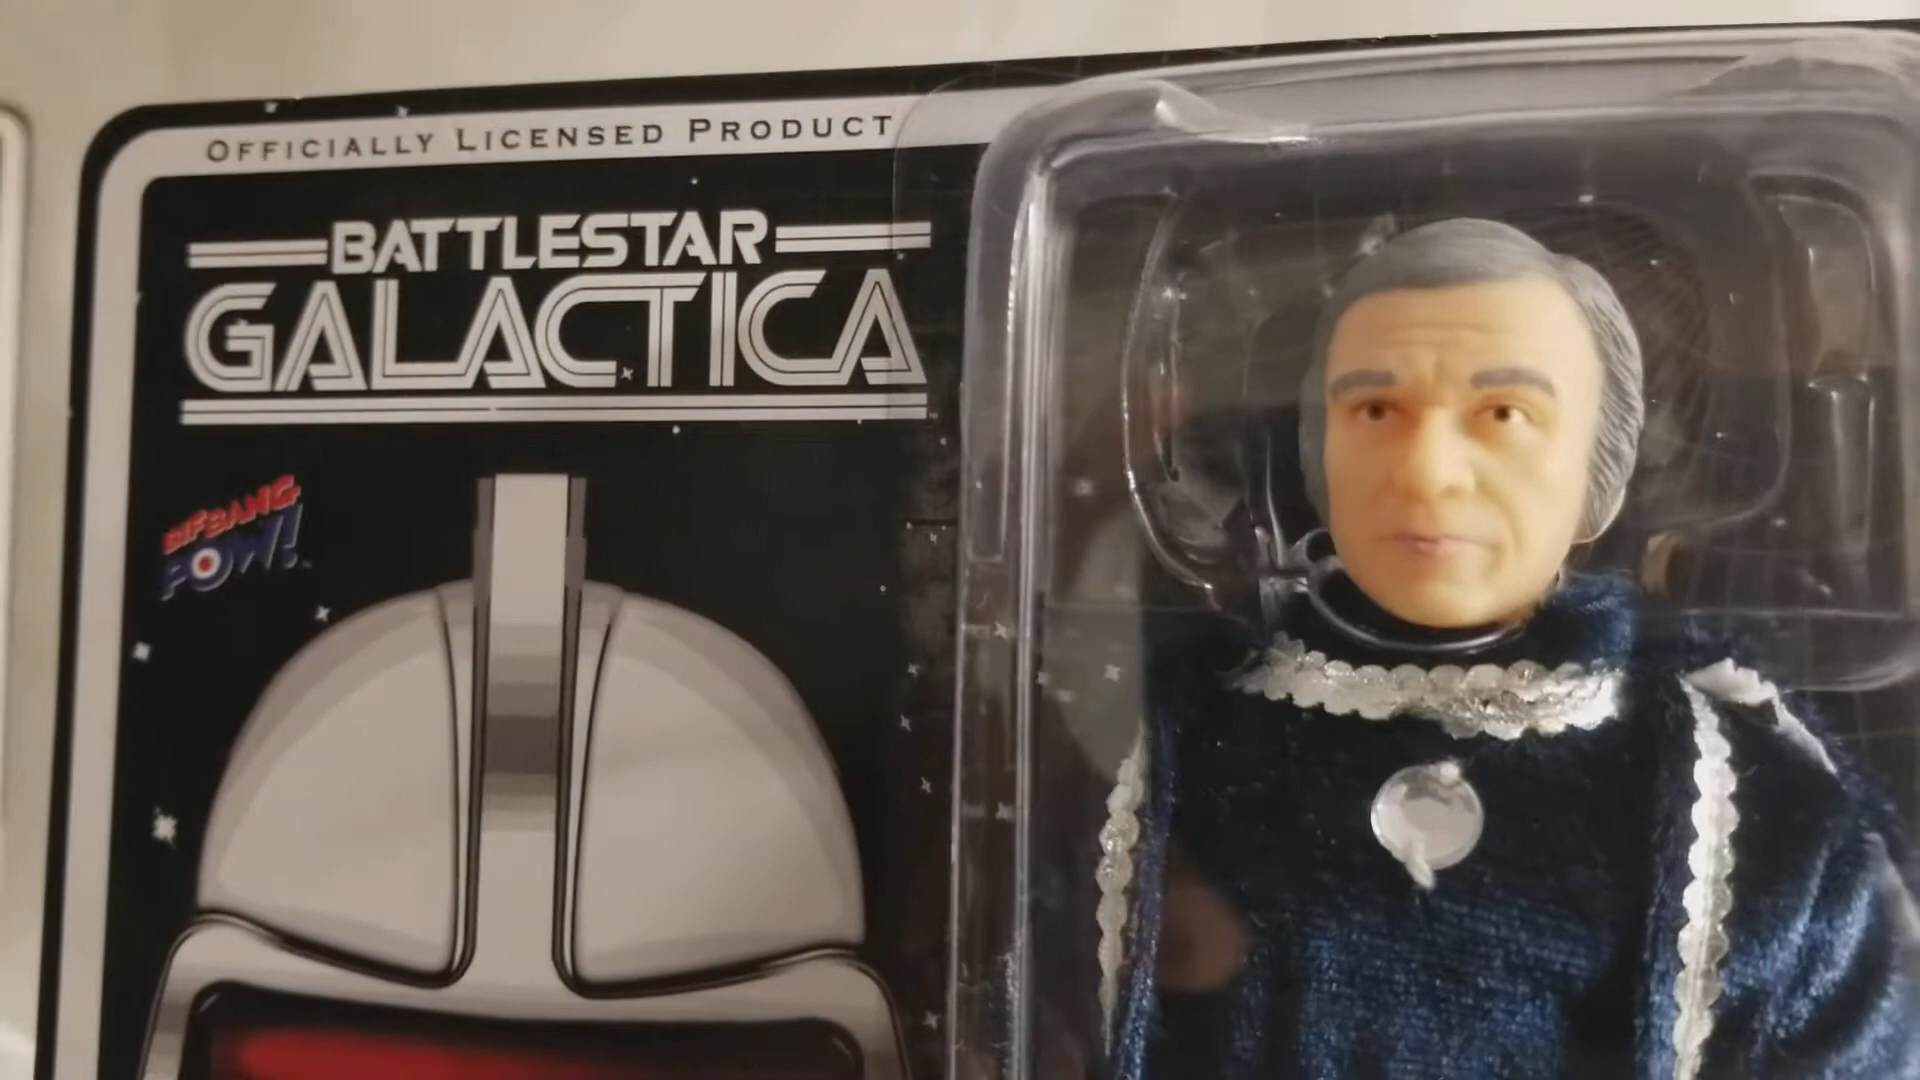 OFFICIALLY LICENSED PRODUCT
BATTLESTAR
GALACTICA
BIF BANG
POW!